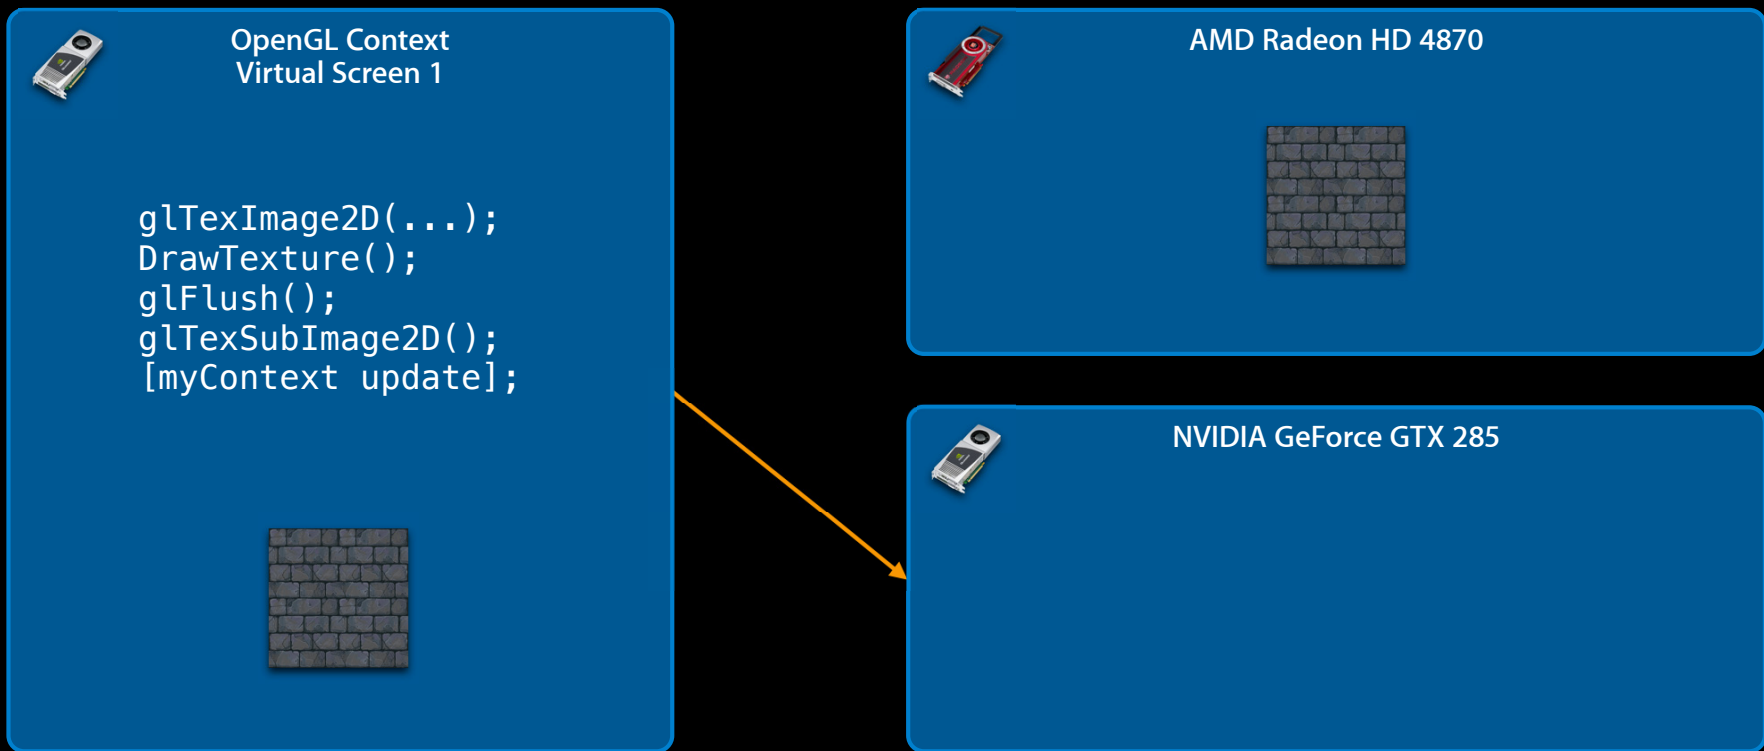 OpenGL Context
Virtual Screen 1
glTexImage2D(...);
DrawTexture();
glFlush();
glTexSubImage2D();
[myContext update];
AMD Radeon HD 4870
NVIDIA GeForce GTX 285